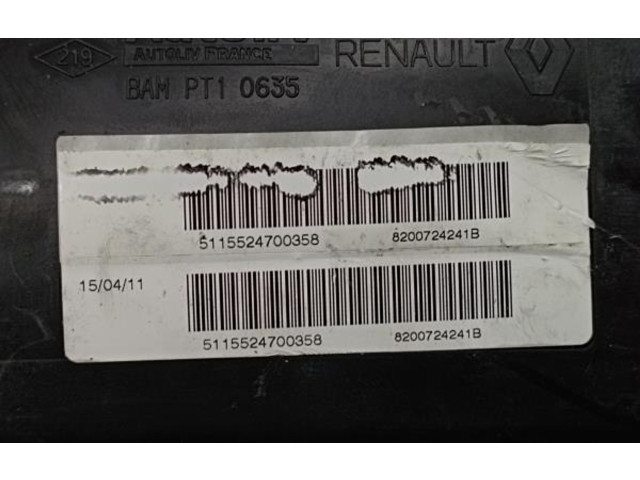 219 AUTOLIV FRANCE RENAULT
BAM PT1 0635
5115524700358 8200724241B
15/04/11
5115524700358 8200724241B